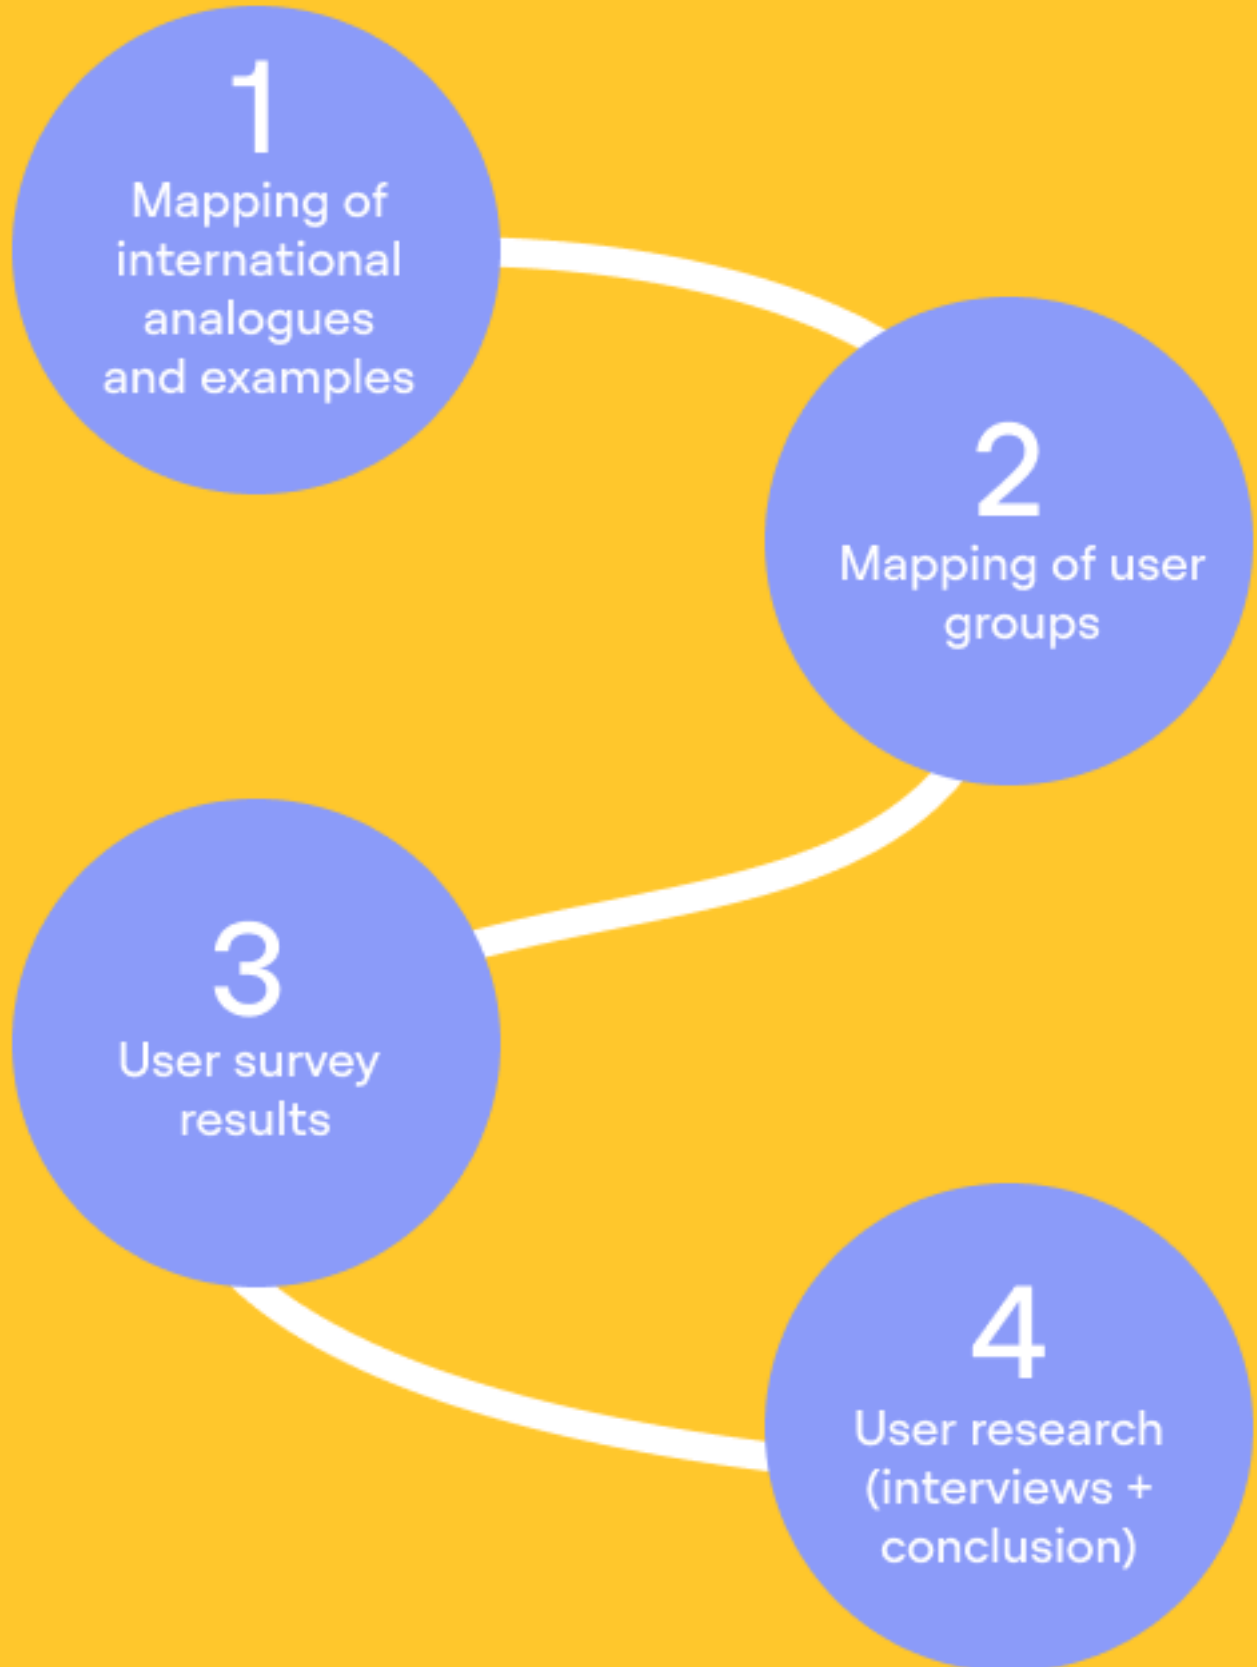 1
Mapping of
international
analogues
and examples
2
Mapping of user
groups
3
User survey
results
4
User research
(interviews +
conclusion)